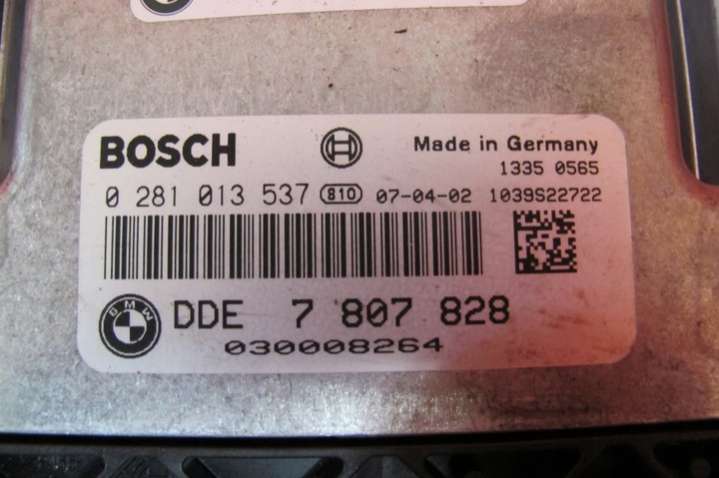 BOSCH Made in Germany
1335 0565
0 281 013 537 810 07-04-02 1039S22722
BMW DDE 7 807 828
030008264